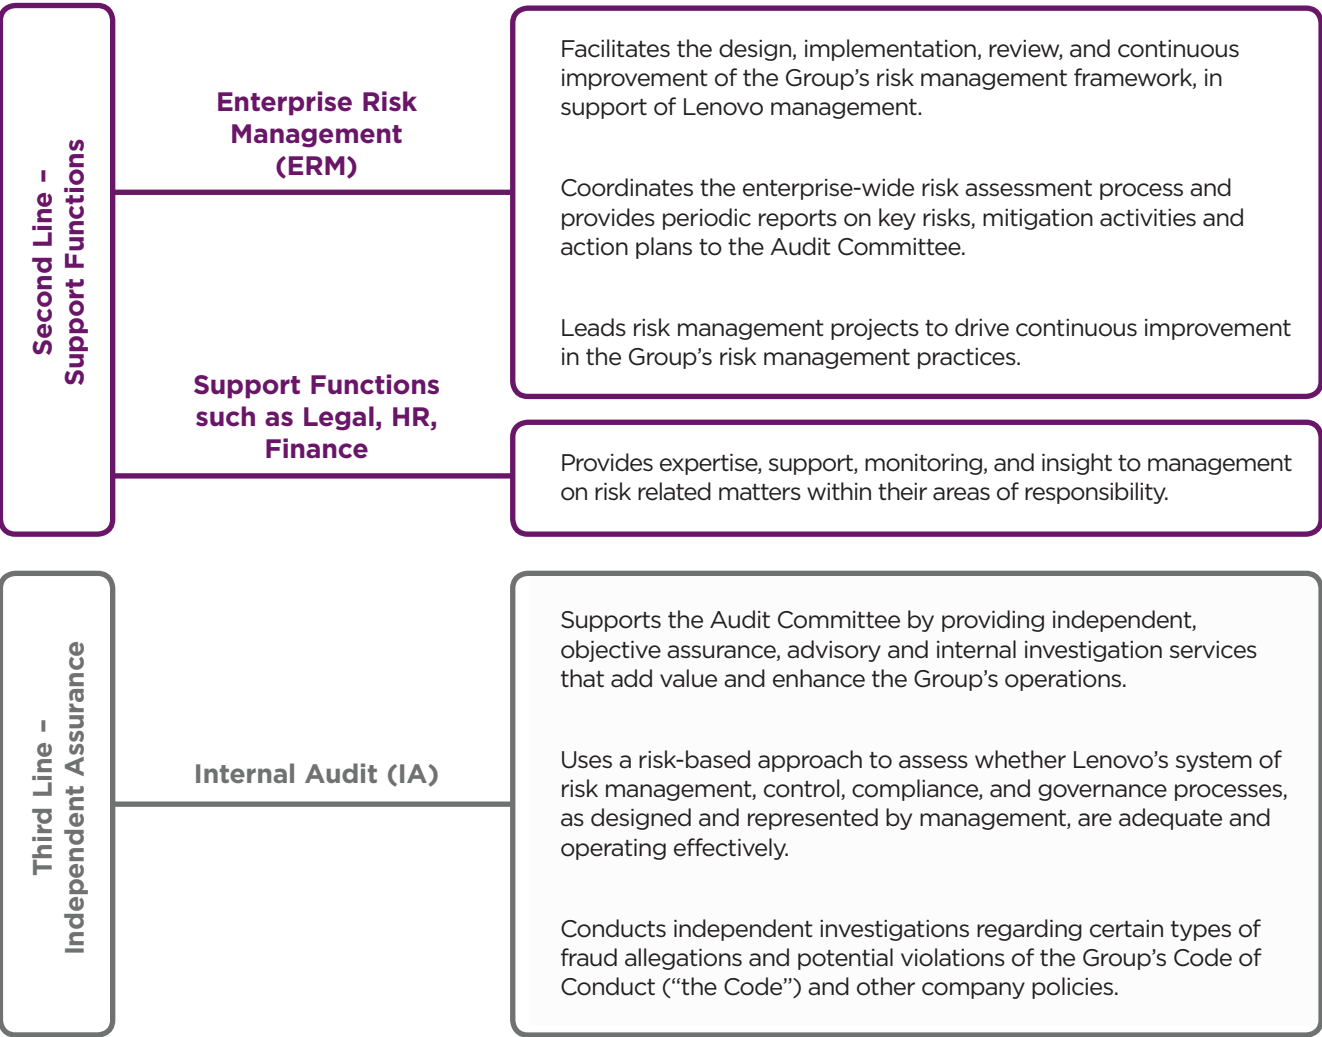 Second Line –
Support Functions
Enterprise Risk
Management
(ERM)
Facilitates the design, implementation, review, and continuous
improvement of the Group’s risk management framework, in
support of Lenovo management.
Coordinates the enterprise-wide risk assessment process and
provides periodic reports on key risks, mitigation activities and
action plans to the Audit Committee.
Leads risk management projects to drive continuous improvement
in the Group’s risk management practices.
Support Functions
such as Legal, HR,
Finance
Provides expertise, support, monitoring, and insight to management
on risk related matters within their areas of responsibility.
Third Line –
Independent Assurance
Internal Audit (IA)
Supports the Audit Committee by providing independent,
objective assurance, advisory and internal investigation services
that add value and enhance the Group’s operations.
Uses a risk-based approach to assess whether Lenovo’s system of
risk management, control, compliance, and governance processes,
as designed and represented by management, are adequate and
operating effectively.
Conducts independent investigations regarding certain types of
fraud allegations and potential violations of the Group’s Code of
Conduct (“the Code”) and other company policies.